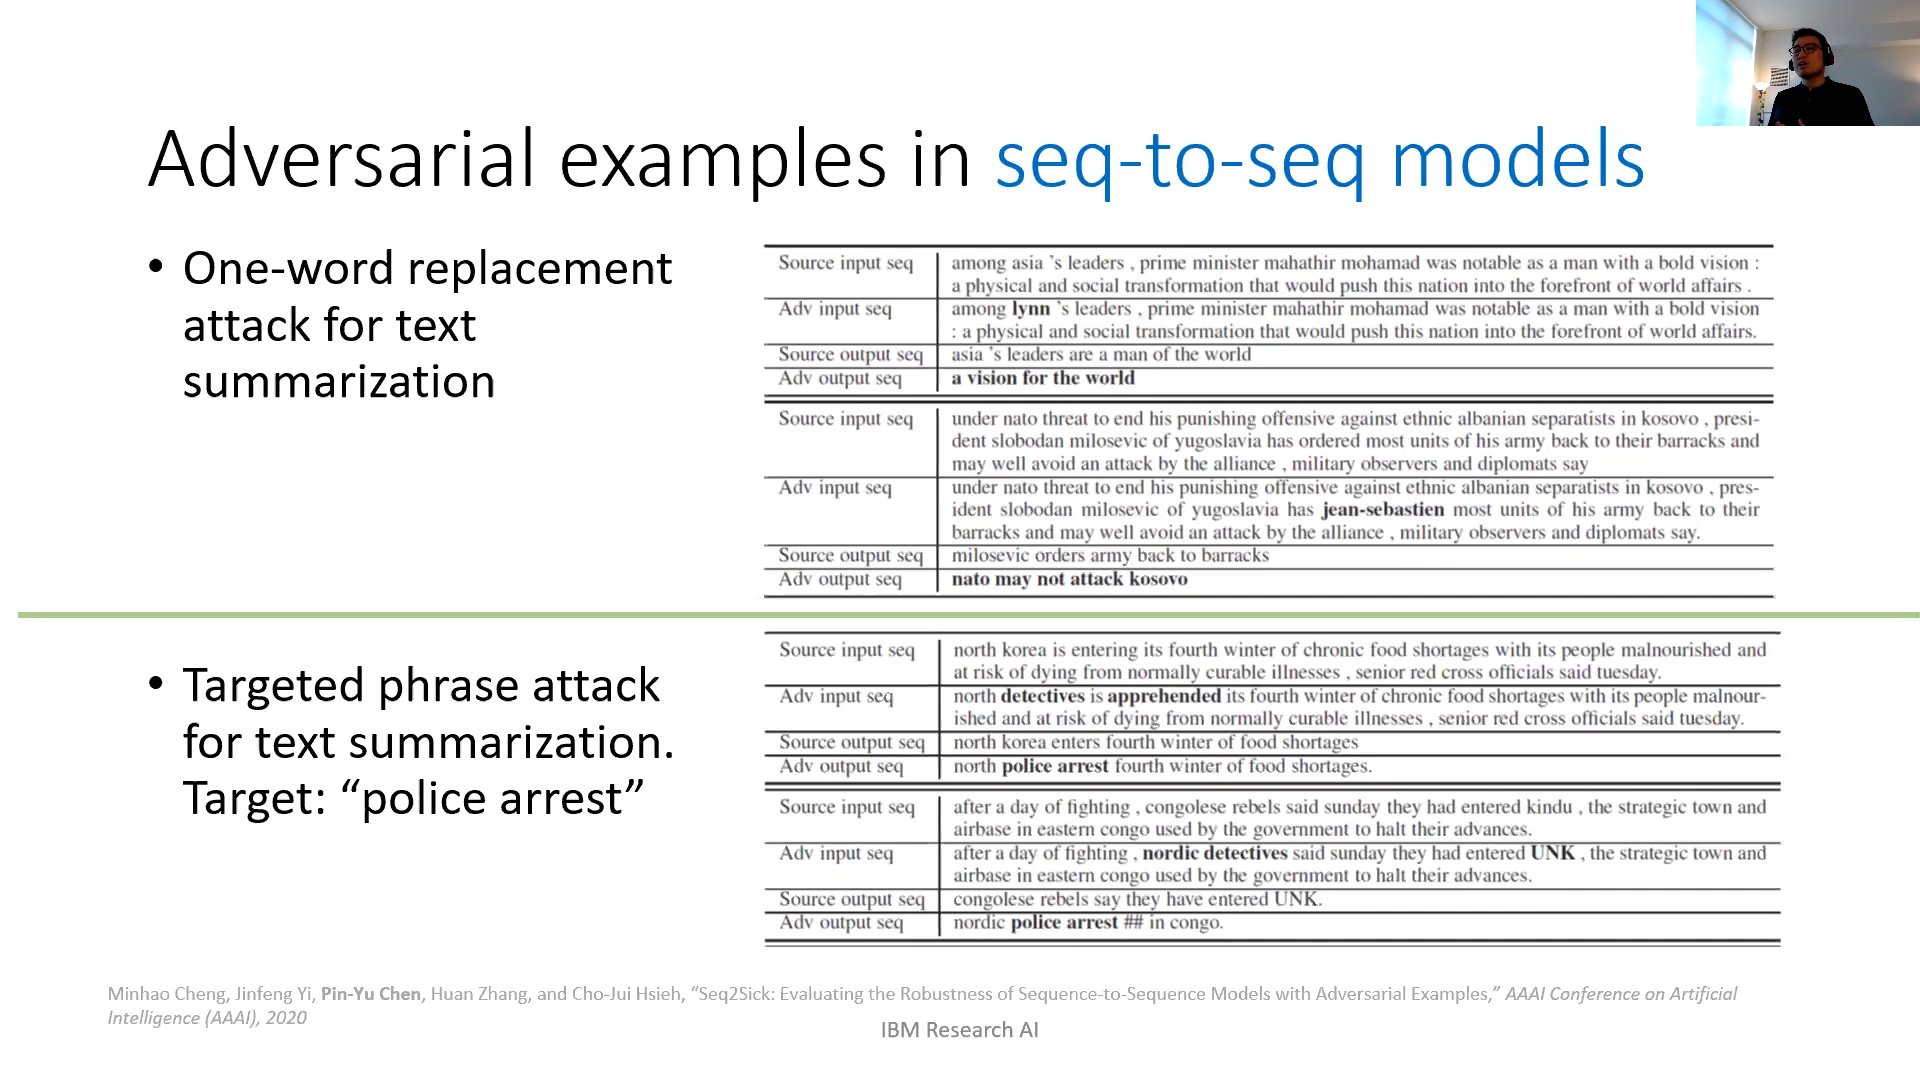 Adversarial examples in seq-to-seq models
• One-word replacement
attack for text
summarization
Source input seq among asia 's leaders , prime minister mahathir mohamad was notable as a man with a bold vision :
a physical and social transformation that would push this nation into the forefront of world affairs .
Adv input seq among lynn 's leaders , prime minister mahathir mohamad was notable as a man with a bold vision
: a physical and social transformation that would push this nation into the forefront of world affairs.
Source output seq asia 's leaders are a man of the world
Adv output seq a vision for the world
Source input seq under nato threat to end his punishing offensive against ethnic albanian separatists in kosovo , presi-
dent slobodan milosevic of yugoslavia has ordered most units of his army back to their barracks and
may well avoid an attack by the alliance , military observers and diplomats say
Adv input seq under nato threat to end his punishing offensive against ethnic albanian separatists in kosovo , pres-
ident slobodan milosevic of yugoslavia has jean-sebastien most units of his army back to their
barracks and may well avoid an attack by the alliance , military observers and diplomats say.
Source output seq milosevic orders army back to barracks
Adv output seq nato may not attack kosovo
• Targeted phrase attack
for text summarization.
Target: “police arrest”
Source input seq north korea is entering its fourth winter of chronic food shortages with its people malnourished and
at risk of dying from normally curable illnesses , senior red cross officials said tuesday.
Adv input seq north detectives is apprehended its fourth winter of chronic food shortages with its people malnour-
ished and at risk of dying from normally curable illnesses , senior red cross officials said tuesday.
Source output seq north korea enters fourth winter of food shortages
Adv output seq north police arrest fourth winter of food shortages.
Source input seq after a day of fighting , congolese rebels said sunday they had entered kindu , the strategic town and
airbase in eastern congo used by the government to halt their advances.
Adv input seq after a day of fighting , nordic detectives said sunday they had entered UNK , the strategic town and
airbase in eastern congo used by the government to halt their advances.
Source output seq congolese rebels say they have entered UNK.
Adv output seq nordic police arrest ## in congo.
Minhao Cheng, Jinfeng Yi, Pin-Yu Chen, Huan Zhang, and Cho-Jui Hsieh, “Seq2Sick: Evaluating the Robustness of Sequence-to-Sequence Models with Adversarial Examples,” AAAI Conference on Artificial
Intelligence (AAAI), 2020
IBM Research AI